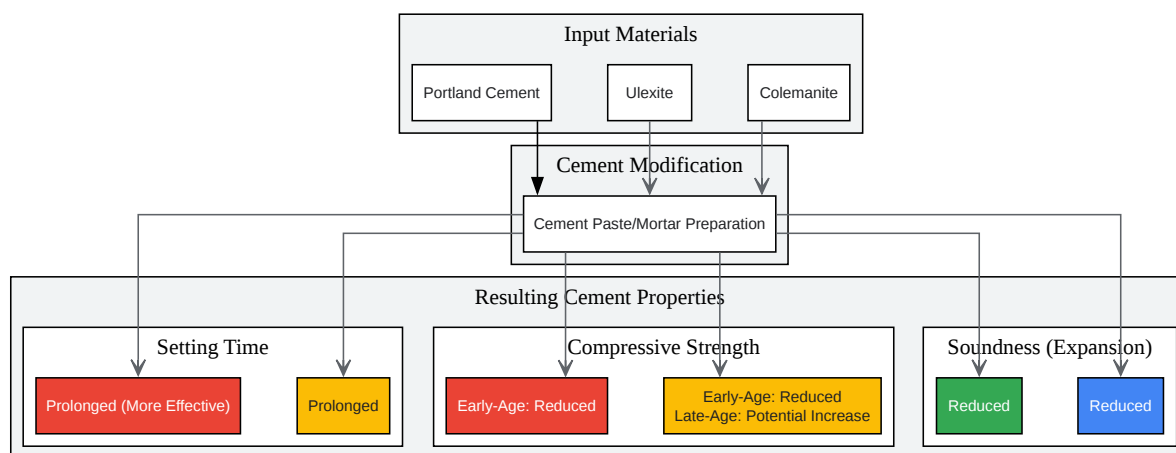 Input Materials
Portland Cement
Ulexite
Colemanite
Cement Modification
Cement Paste/Mortar Preparation
Resulting Cement Properties
Setting Time
Compressive Strength
Soundness (Expansion)
Prolonged (More Effective)
Prolonged
Early-Age: Reduced
Early-Age: Reduced
Late-Age: Potential Increase
Reduced
Reduced